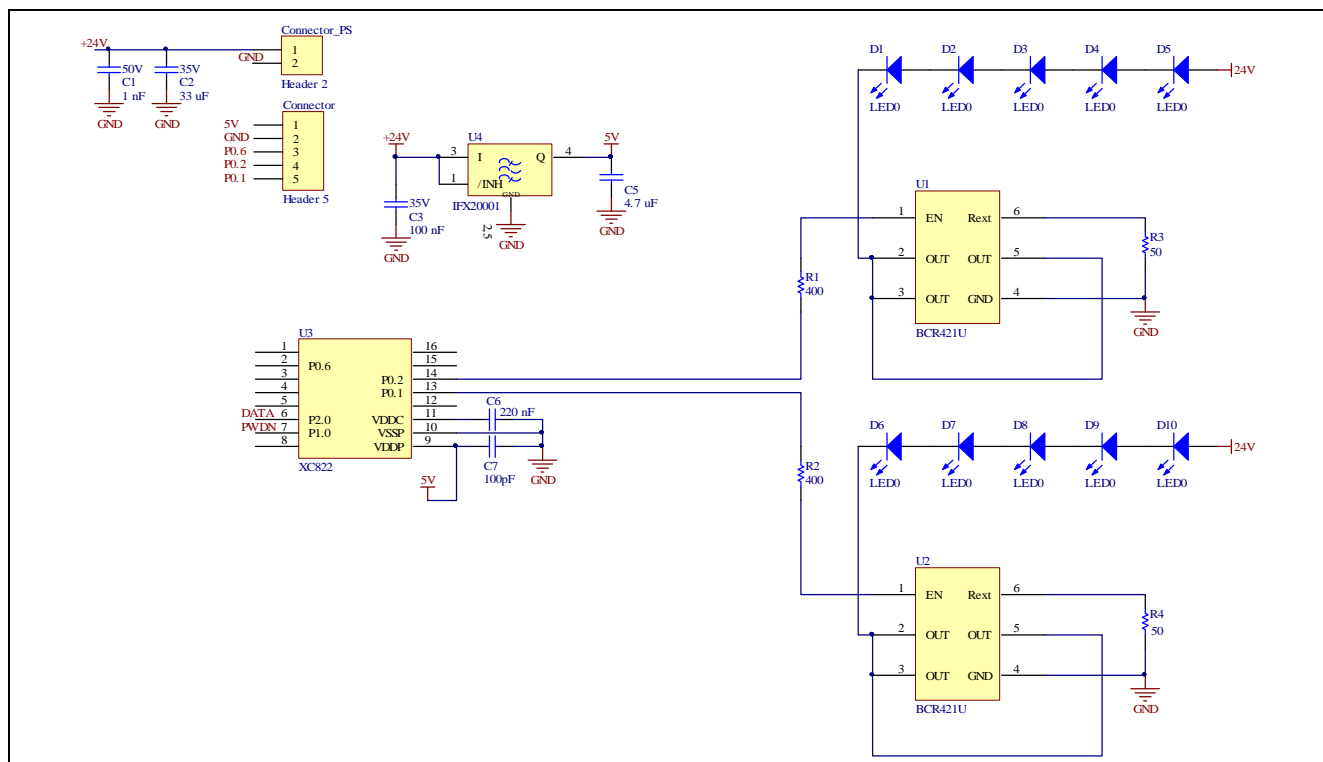 Connector_PS
+24V
1
GND
2
Header 2
50V
C1
1 nF
GND
35V
C2
33 uF
GND
Connector
5V 1
GND 2
P0.6 3
P0.2 4
P0.1 5
Header 5
+24V
U4
5V
3 I Q 4
1 /INH
GND
IFX20001
2,5
GND
35V
C3
100 nF
GND
C5
4.7 uF
GND
D1 D2 D3 D4 D5
24V
LED0 LED0 LED0 LED0 LED0
U1
1 EN Rext 6
2 OUT OUT 5
3 OUT GND 4
BCR421U
R3
50
GND
R1
400
U3
1 16
2 P0.6 15
3 P0.2 14
4 P0.1 13
5 12
DATA 6 P2.0 VDDC 11
PWDN 7 P1.0 VSSP 10
8 VDDP 9
XC822
C6
220 nF
C7
100pF
GND
5V
R2
400
D6 D7 D8 D9 D10
24V
LED0 LED0 LED0 LED0 LED0
U2
1 EN Rext 6
2 OUT OUT 5
3 OUT GND 4
BCR421U
R4
50
GND